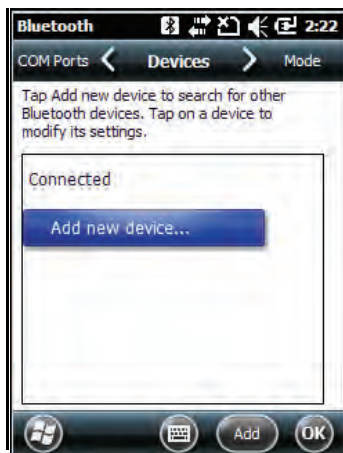 Bluetooth 2:22
COM Ports Devices Mode
Tap Add new device to search for other
Bluetooth devices. Tap on a device to
modify its settings.
Connected
Add new device...
Add OK